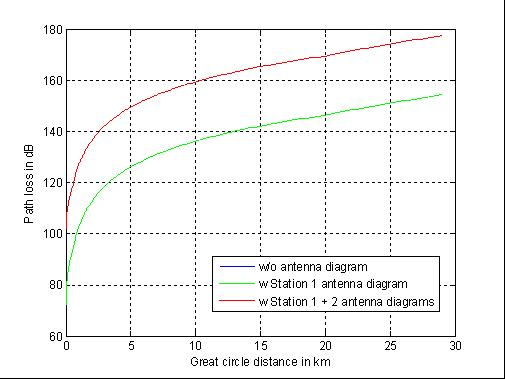 180
160
140
120
100
80
60
Path loss in dB
w/o antenna diagram
w Station 1 antenna diagram
w Station 1 + 2 antenna diagrams
0
5
10
15
20
25
30
Great circle distance in km